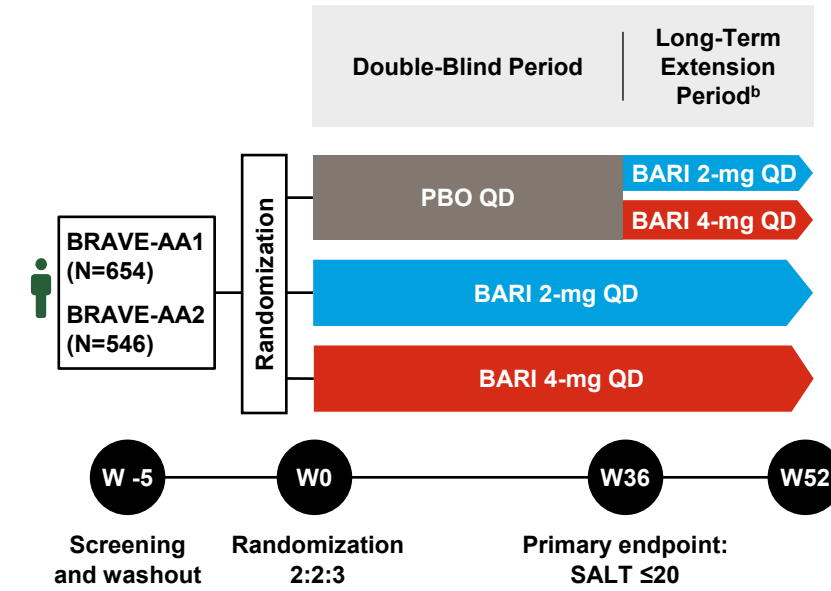 Double-Blind Period
Long-Term
Extension
Periodᵇ
Randomization
PBO QD
BARI 2-mg QD
BARI 4-mg QD
BRAVE-AA1
(N=654)
BRAVE-AA2
(N=546)
BARI 2-mg QD
BARI 4-mg QD
W -5
W0
W36
W52
Screening
and washout
Randomization
2:2:3
Primary endpoint:
SALT ≤20